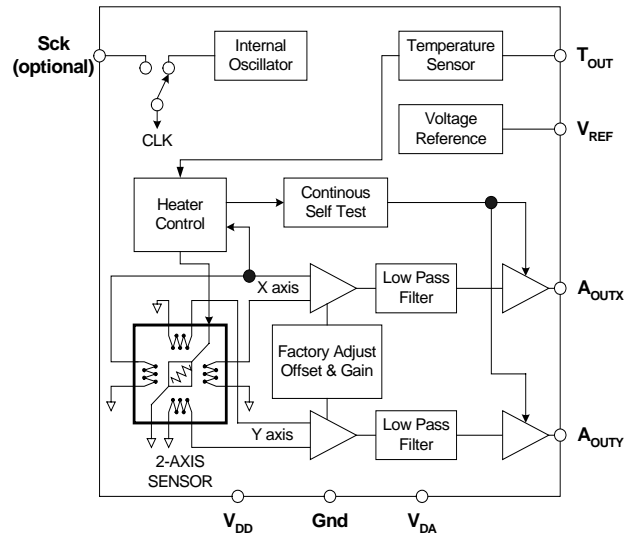 Sck
(optional)
Internal
Oscillator
CLK
Temperature
Sensor
TOUT
Voltage
Reference
VREF
Heater
Control
Continous
Self Test
X axis
Low Pass
Filter
AOUTX
Factory Adjust
Offset & Gain
Y axis
Low Pass
Filter
AOUTY
2-AXIS
SENSOR
VDD
Gnd
VDA